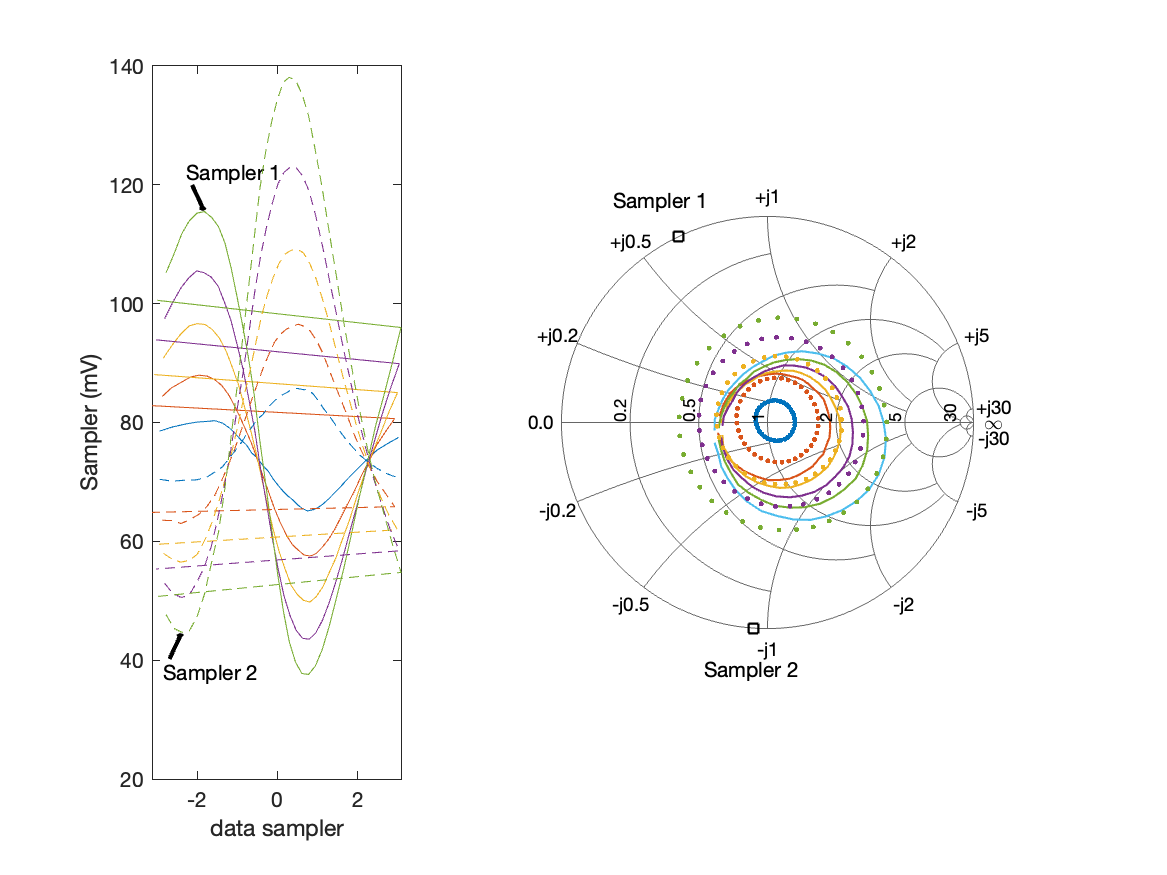 140
120
100
80
60
40
20
Sampler (mV)
Sampler 1
Sampler 2
-2
0
2
data sampler
Sampler 1
+j1
+j0.5
+j2
+j0.2
+j5
0.0
0.2
0.5
1
2
5
30
+j30
∞
-j30
-j0.2
-j5
-j0.5
-j2
-j1
Sampler 2